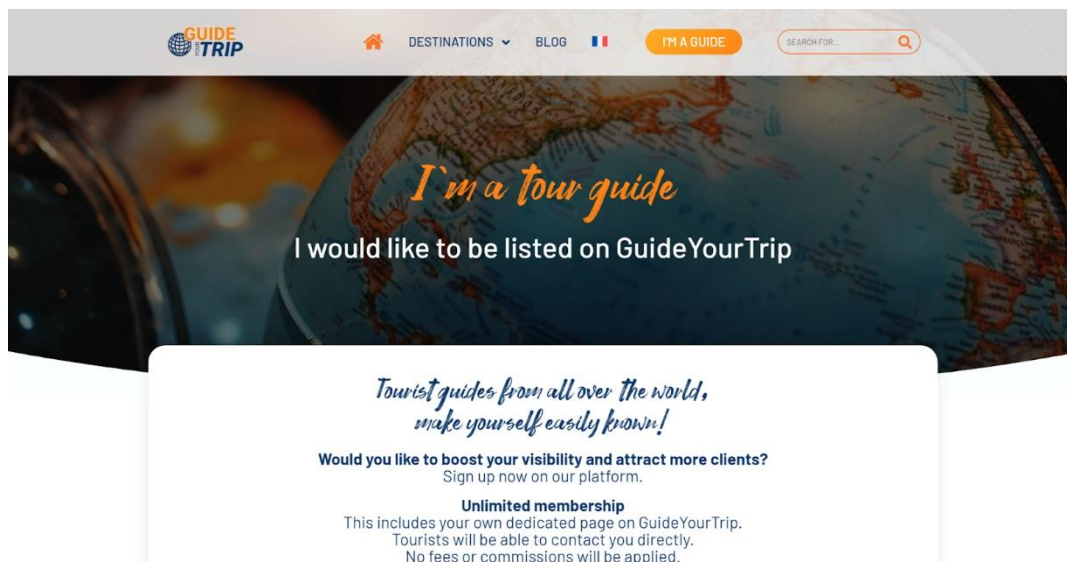 GUIDE
YOUR
TRIP
DESTINATIONS
BLOG
I'M A GUIDE
SEARCH FOR...
I`m a tour guide
I would like to be listed on GuideYourTrip
Tourist guides from all over the world,
make yourself easily known!
Would you like to boost your visibility and attract more clients?
Sign up now on our platform.
Unlimited membership
This includes your own dedicated page on GuideYourTrip.
Tourists will be able to contact you directly.
No fees or commissions will be applied.